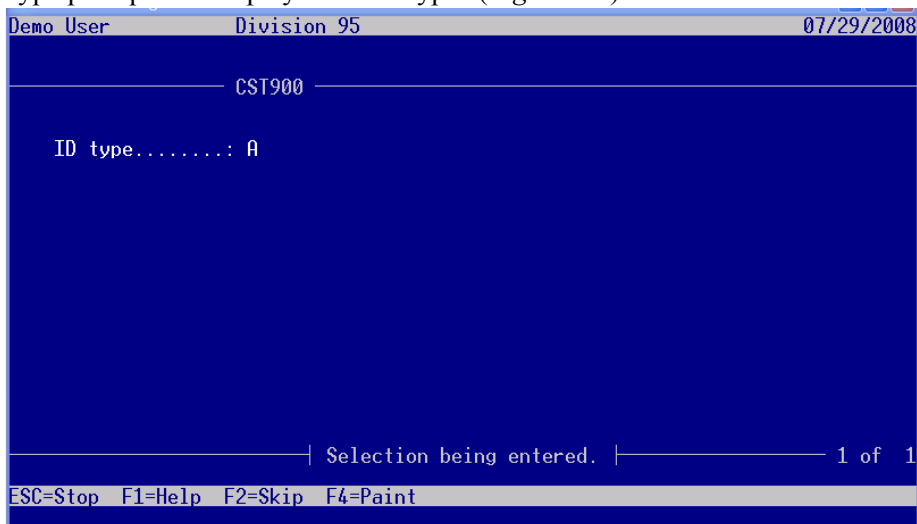 Demo User Division 95 07/29/2008
CST900
ID type........: A
Selection being entered. 1 of 1
ESC=Stop F1=Help F2=Skip F4=Paint